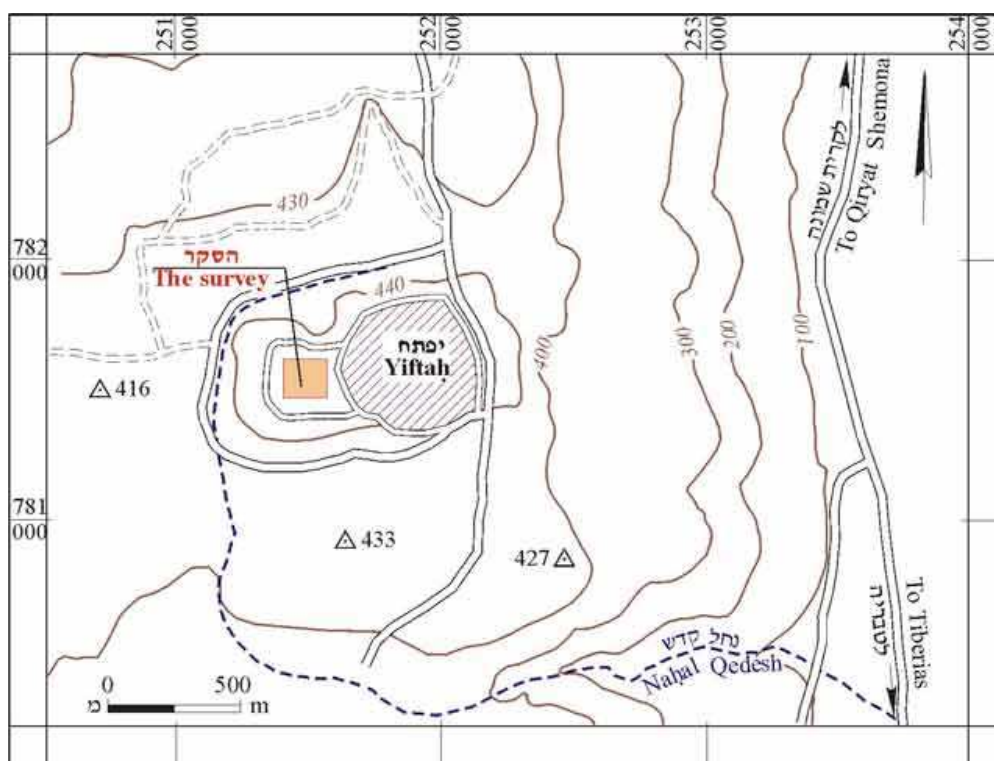 251
000
252
000
253
000
254
000
לקרית שמונה
To Qiryat Shemona
430
782
000
הסקר
The survey
440
יפתח
Yiftaḥ
400
300
200
100
416
781
000
433
427
נחל קדש
Naḥal Qedesh
לטבריה
To Tiberias
0
500
מ
m